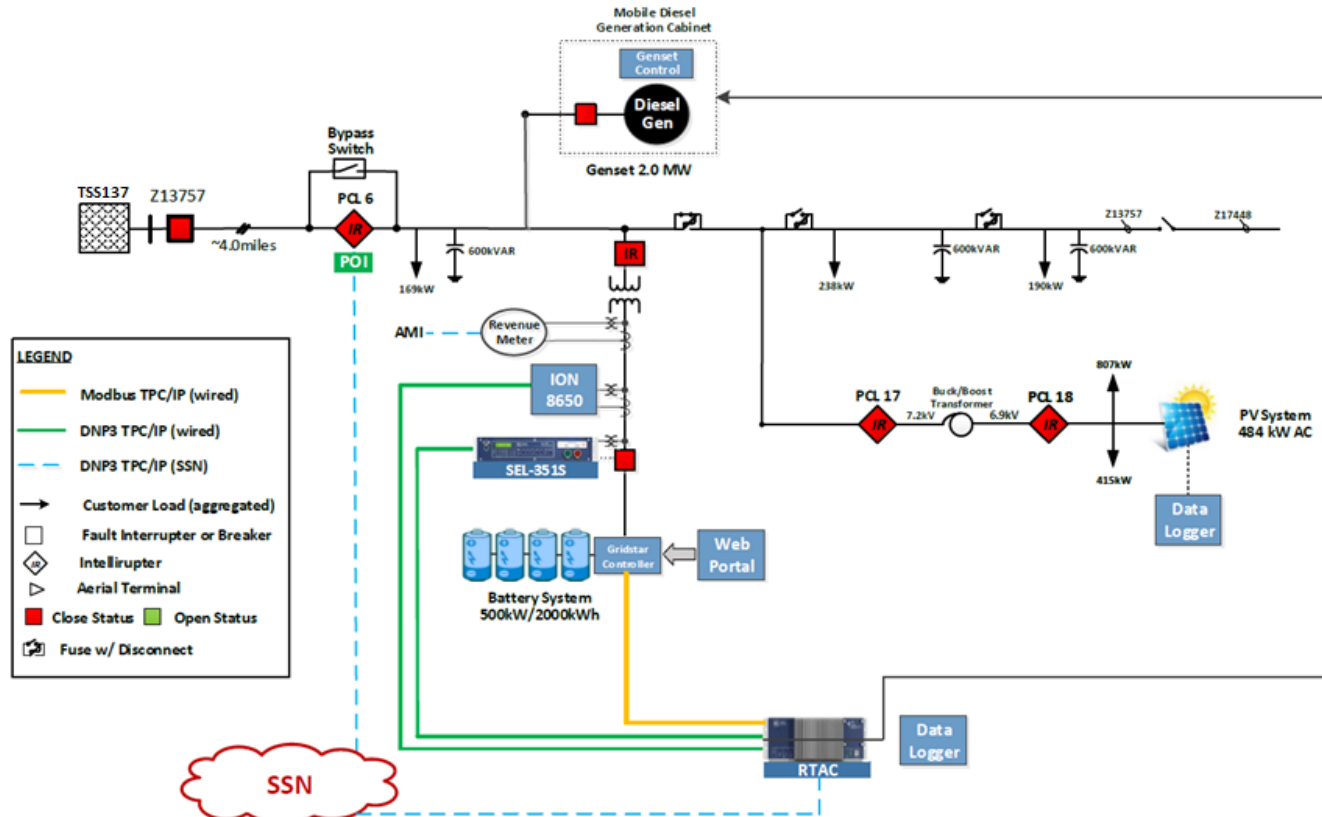 Mobile Diesel
Generation Cabinet
Genset
Control
Diesel
Gen
Genset 2.0 MW
Bypass
Switch
TSS137
Z13757
PCL 6
IR
POI
~4.0miles
169kW
600kVAR
IR
238kW
600kVAR
190kW
600kVAR
Z13757
Z17448
AMI
Revenue
Meter
ION
8650
SEL-351S
PCL 17
IR
7.2kV
Buck/Boost
Transformer
6.9kV
PCL 18
IR
807kW
415kW
PV System
484 kW AC
Data
Logger
Gridstar
Controller
Web
Portal
Battery System
500kW/2000kWh
LEGEND
Modbus TPC/IP (wired)
DNP3 TPC/IP (wired)
DNP3 TPC/IP (SSN)
Customer Load (aggregated)
Fault Interrupter or Breaker
IR Intellirupter
Aerial Terminal
Close Status Open Status
Fuse w/ Disconnect
SSN
RTAC
Data
Logger